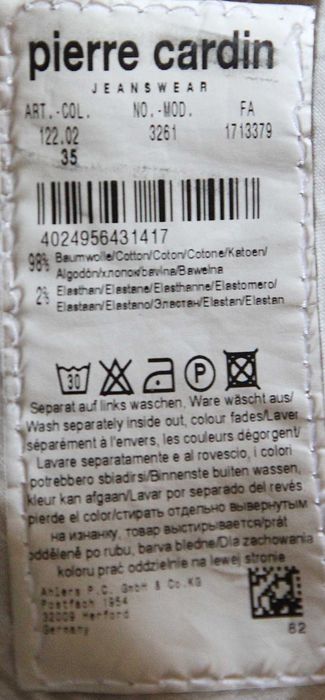 pierre cardin
JEANSWEAR
ART.-COL. NO.-MOD. FA
122.02 3261 1713379
35
4024956431417
98% Baumwolle/Cotton/Coton/Cotone/Katoen/
Algodón/хлопок/bavlna/Bawełna
2% Elasthan/Elastane/Elasthanne/Elastomero/
Elastaan/Elastano/Эластан/Elastan/Elastan
30
P
Separat auf links waschen, Ware wäscht aus/
Wash separately inside out, colour fades/Laver
séparément à l'envers, les couleurs dégorgent/
Lavare separatamente e al rovescio, i colori
potrebbero sbiadirsi/Binnenste buiten wassen,
kleur kan afgaan/Lavar por separado del revés
pierde el color/стирать отдельно вывернутым
на изнанку, товар выстирывается/prát
odděleně po rubu, barva bledne/Dla zachowania
koloru prać oddzielnie na lewej stronie
Ahlers P.C. GmbH & Co.KG
Postfach 1954
32009 Herford
Germany
82